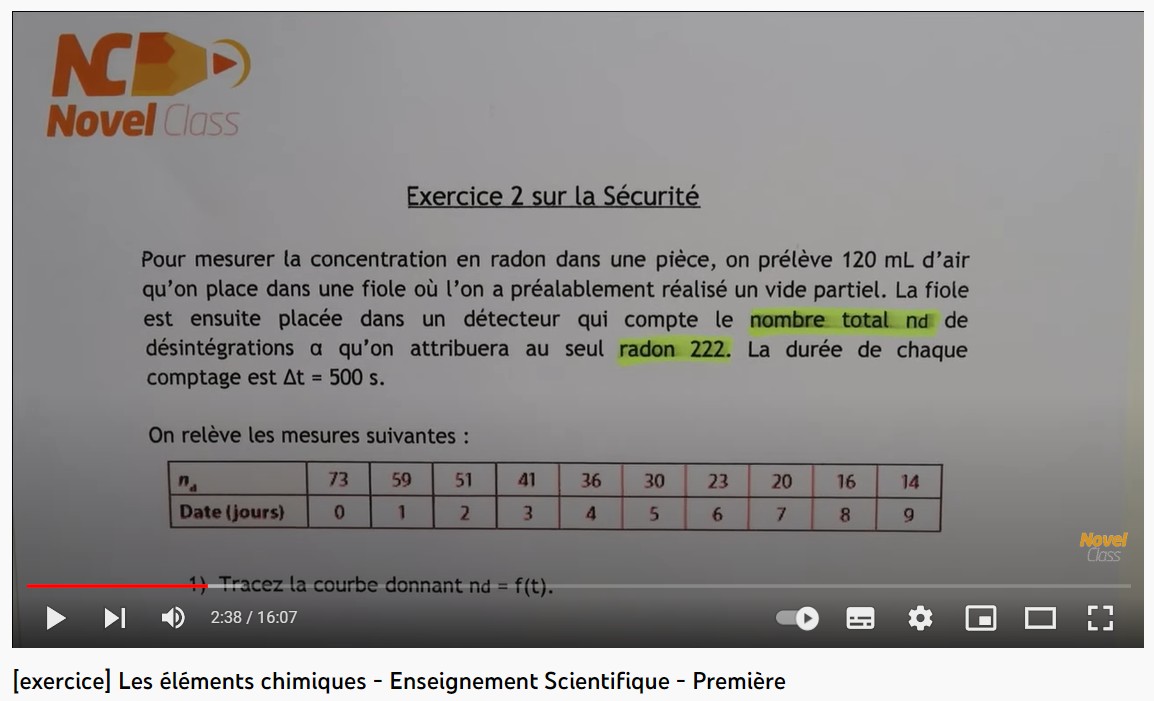 NC
Novel Class
Exercice 2 sur la Sécurité
Pour mesurer la concentration en radon dans une pièce, on prélève 120 mL d'air
qu'on place dans une fiole où l'on a préalablement réalisé un vide partiel. La fiole
est ensuite placée dans un détecteur qui compte le nombre total nd de
désintégrations α qu'on attribuera au seul radon 222. La durée de chaque
comptage est Δt = 500 s.
On relève les mesures suivantes :
nd 73 59 51 41 36 30 23 20 16 14
Date (jours) 0 1 2 3 4 5 6 7 8 9
Novel
Class
1) Tracez la courbe donnant nd = f(t).
2:38 / 16:07
[exercice] Les éléments chimiques - Enseignement Scientifique - Première